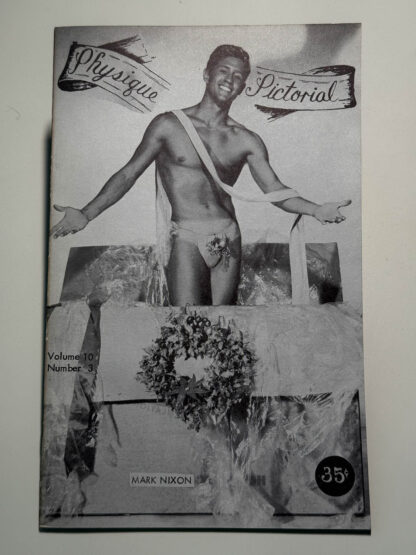 Physique
Pictorial
Volume 10
Number 3
MARK NIXON
35¢